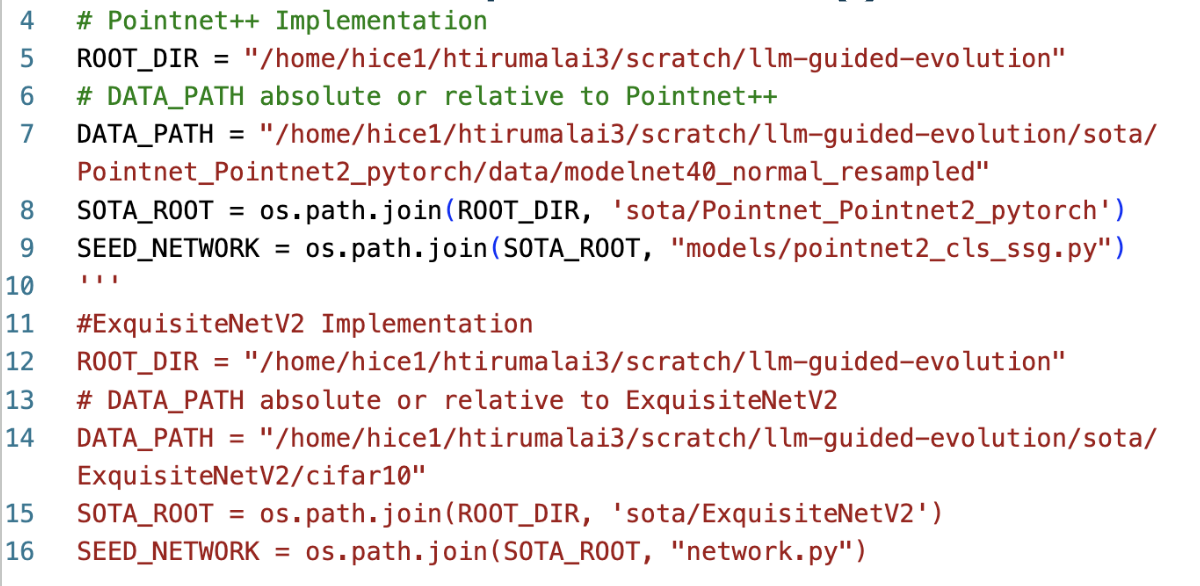 4 # Pointnet++ Implementation
5 ROOT_DIR = "/home/hice1/htirumalai3/scratch/llm-guided-evolution"
6 # DATA_PATH absolute or relative to Pointnet++
7 DATA_PATH = "/home/hice1/htirumalai3/scratch/llm-guided-evolution/sota/
Pointnet_Pointnet2_pytorch/data/modelnet40_normal_resampled"
8 SOTA_ROOT = os.path.join(ROOT_DIR, 'sota/Pointnet_Pointnet2_pytorch')
9 SEED_NETWORK = os.path.join(SOTA_ROOT, "models/pointnet2_cls_ssg.py")
10 '''
11 #ExquisiteNetV2 Implementation
12 ROOT_DIR = "/home/hice1/htirumalai3/scratch/llm-guided-evolution"
13 # DATA_PATH absolute or relative to ExquisiteNetV2
14 DATA_PATH = "/home/hice1/htirumalai3/scratch/llm-guided-evolution/sota/
ExquisiteNetV2/cifar10"
15 SOTA_ROOT = os.path.join(ROOT_DIR, 'sota/ExquisiteNetV2')
16 SEED_NETWORK = os.path.join(SOTA_ROOT, "network.py")